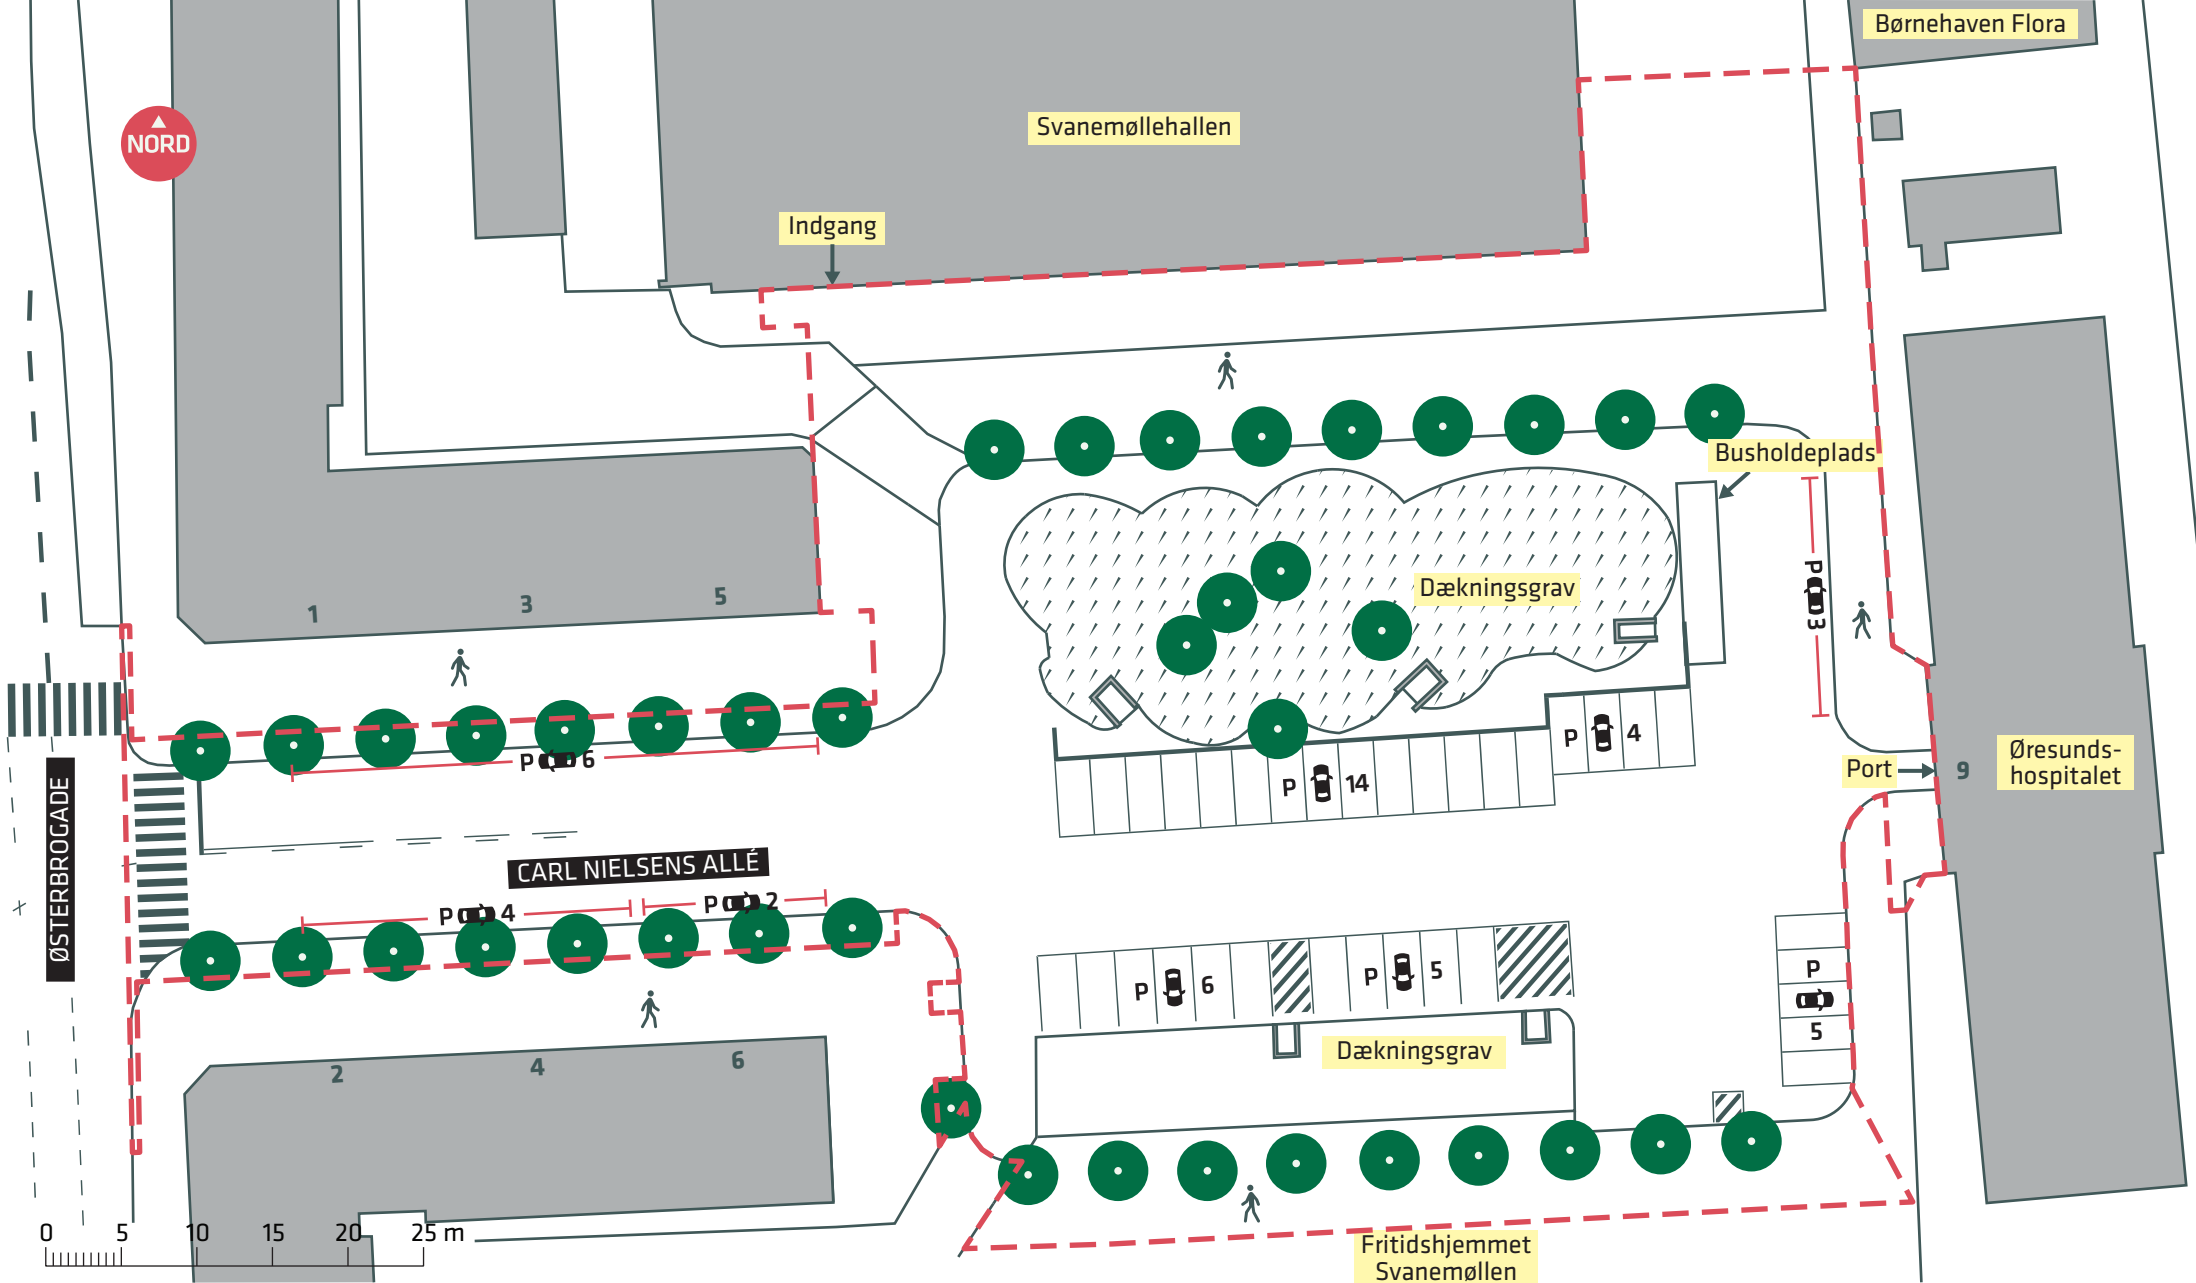 Børnehaven Flora
NORD
Svanemøllehallen
Indgang
Busholdeplads
Dækningsgrav
P 3
1
3
5
P 6
P 4
P 14
Port
9
Øresunds-
hospitalet
ØSTERBROGADE
CARL NIELSENS ALLÉ
P 4
P 2
P 6
P 5
P
5
Dækningsgrav
2
4
6
0 5 10 15 20 25 m
Fritidshjemmet
Svanemøllen